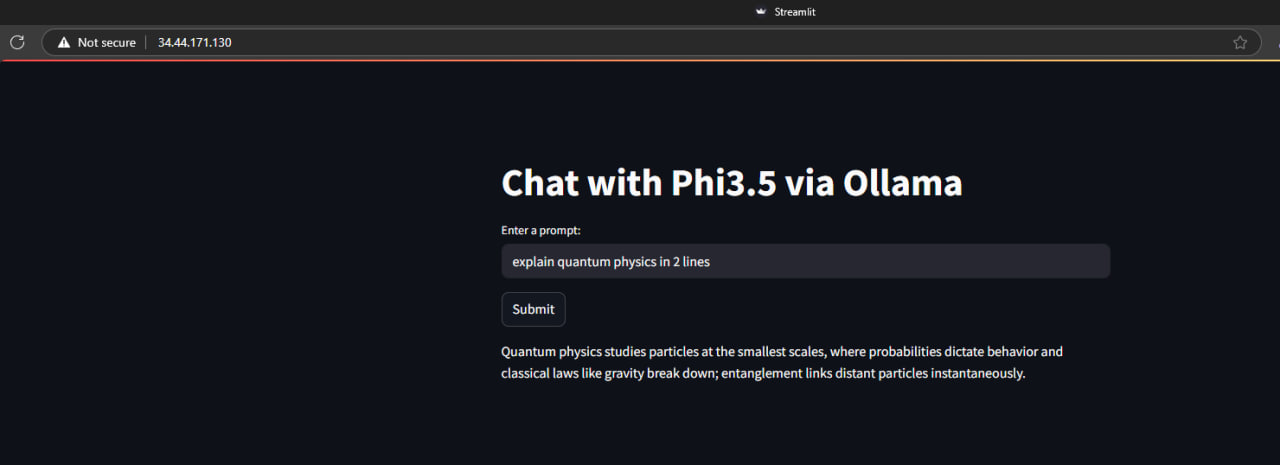 Streamlit
Not secure
34.44.171.130
Chat with Phi3.5 via Ollama
Enter a prompt:
explain quantum physics in 2 lines
Submit
Quantum physics studies particles at the smallest scales, where probabilities dictate behavior and
classical laws like gravity break down; entanglement links distant particles instantaneously.